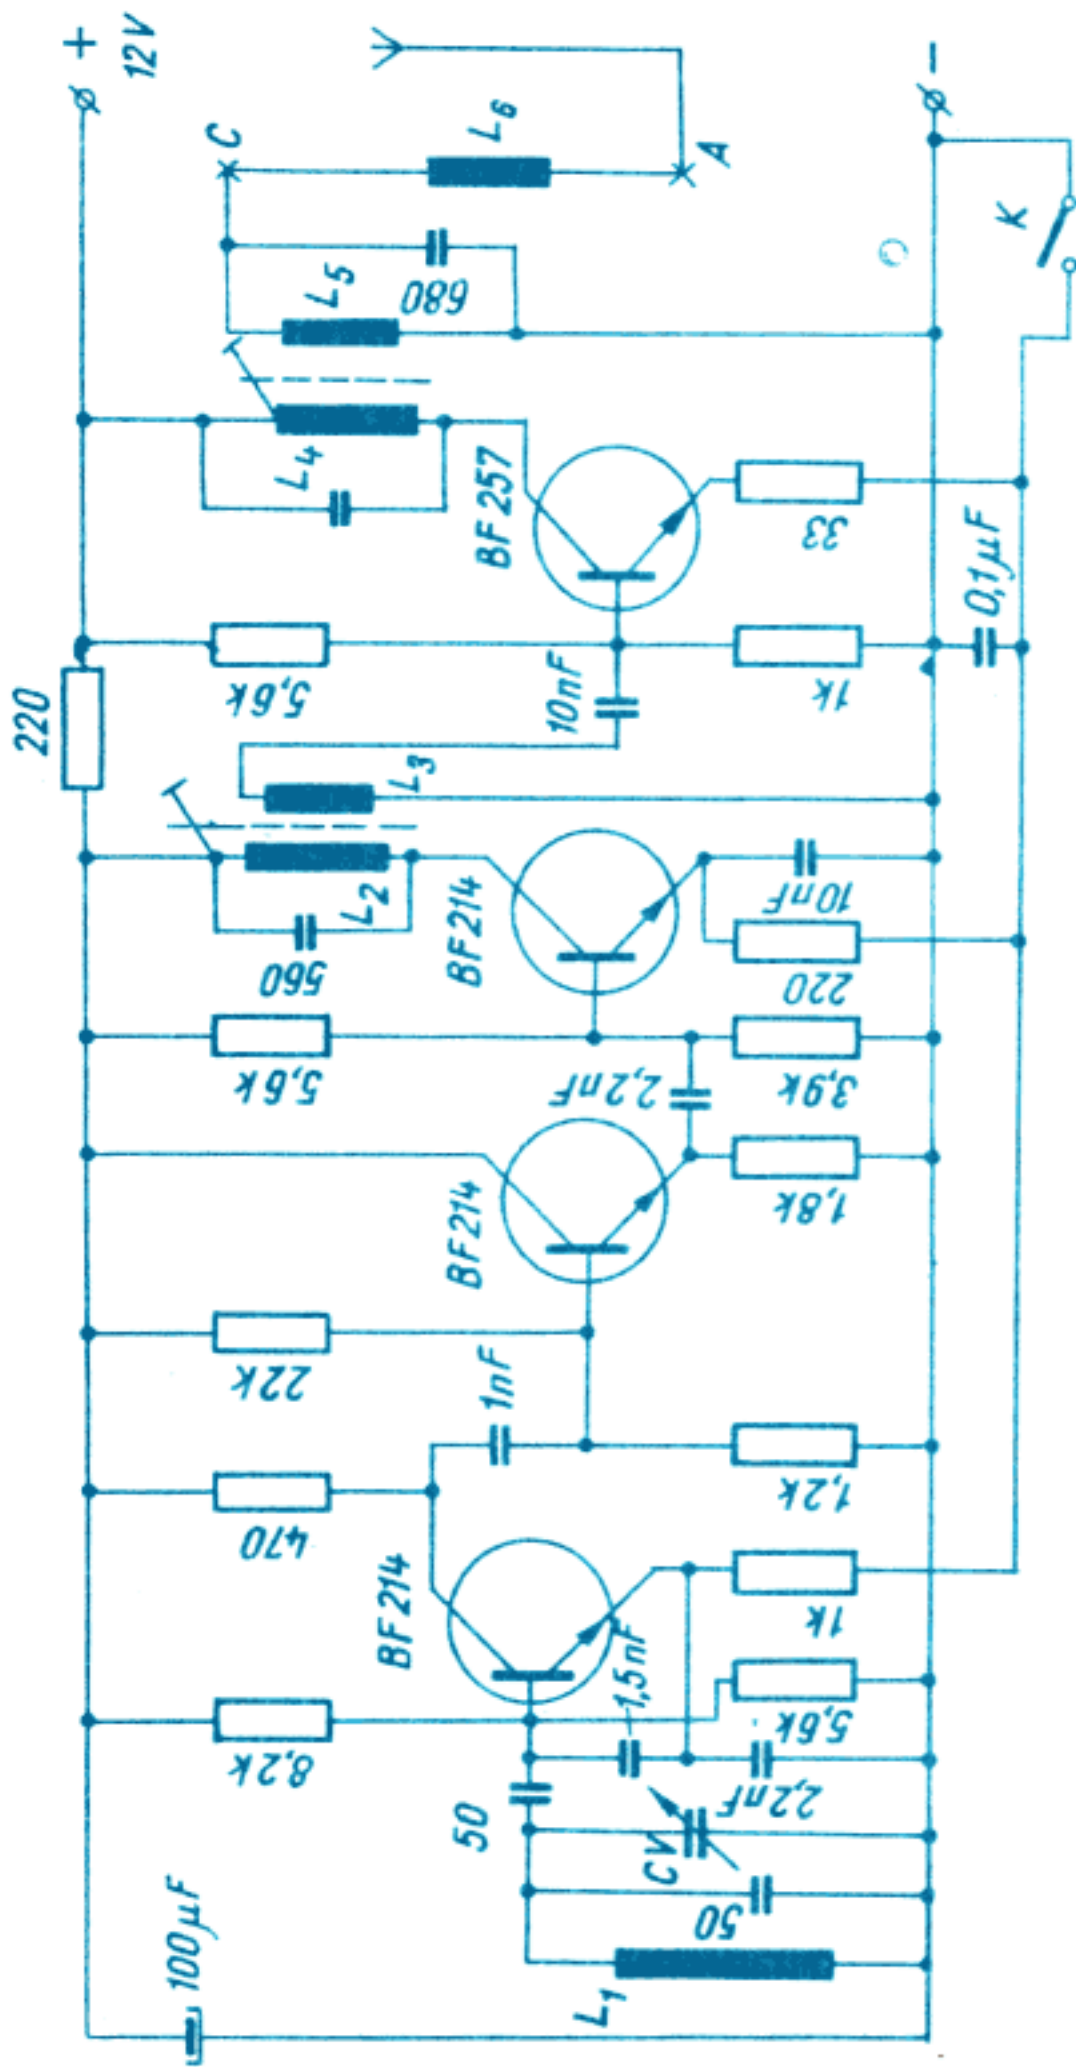 +
12V
220
100µF
8,2k
470
22k
5,6k
560
L2
L3
5,6k
L4
L5
680
C
L6
A
BF214
1nF
BF214
BF214
10nF
BF257
50
1,5nF
CV
50
L1
2,2nF
5,6k
1k
1,2k
1,8k
2,2nF
3,9k
220
10nF
1k
33
0,1µF
K
-